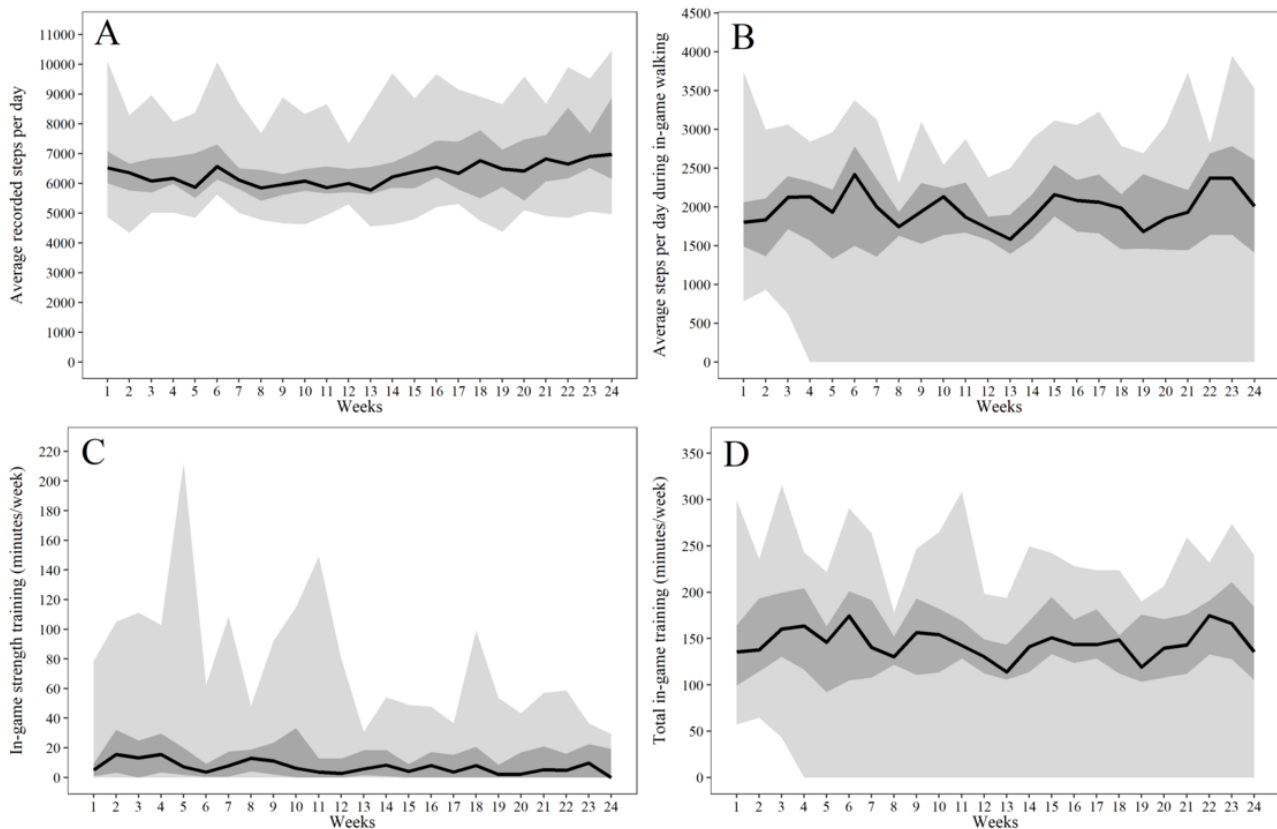 A
Average recorded steps per day
11000
10000
9000
8000
7000
6000
5000
4000
3000
2000
1000
0
1 2 3 4 5 6 7 8 9 10 11 12 13 14 15 16 17 18 19 20 21 22 23 24
Weeks
B
Average steps per day during in-game walking
4500
4000
3500
3000
2500
2000
1500
1000
500
0
1 2 3 4 5 6 7 8 9 10 11 12 13 14 15 16 17 18 19 20 21 22 23 24
Weeks
C
In-game strength training (minutes/week)
220
200
180
160
140
120
100
80
60
40
20
0
1 2 3 4 5 6 7 8 9 10 11 12 13 14 15 16 17 18 19 20 21 22 23 24
Weeks
D
Total in-game training (minutes/week)
350
300
250
200
150
100
50
0
1 2 3 4 5 6 7 8 9 10 11 12 13 14 15 16 17 18 19 20 21 22 23 24
Weeks